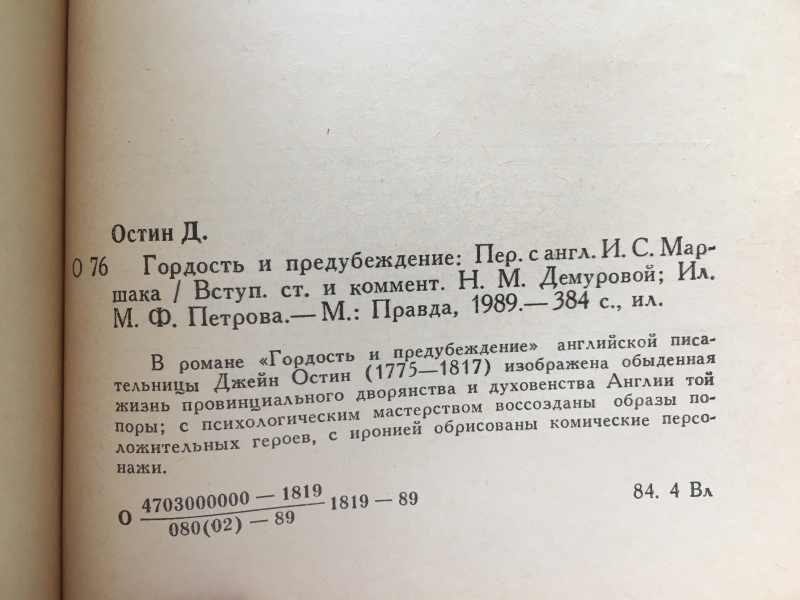 Остин Д.
О 76 Гордость и предубеждение: Пер. с англ. И. С. Мар-
шака / Вступ. ст. и коммент. Н. М. Демуровой; Ил.
М. Ф. Петрова.— М.: Правда, 1989.— 384 с., ил.
В романе «Гордость и предубеждение» английской писа-
тельницы Джейн Остин (1775—1817) изображена обыденная
жизнь провинциального дворянства и духовенства Англии той
поры; с психологическим мастерством воссозданы образы по-
ложительных героев, с иронией обрисованы комические персо-
нажи.
4703000000 — 1819
О 1819 — 89
080(02) — 89
84. 4 Вл